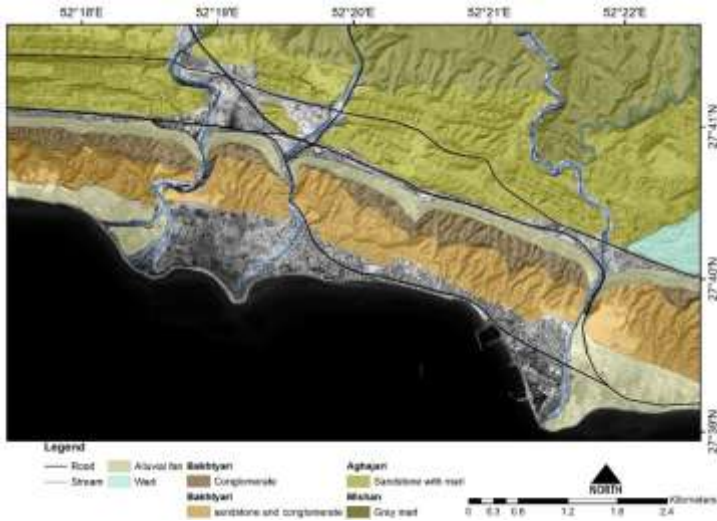 52°18'E 52°19'E 52°20'E 52°21'E 52°22'E
27°41'N
27°40'N
27°39'N
Legend
Road Alluvial fan Bakhtyari Aghajari
Stream Conglomerate Sandstone with marl
Bakhtyari Mishan
sandstone and conglomerate Gray marl
NORTH
Kilometers
0 0.3 0.6 1.2 1.8 2.4